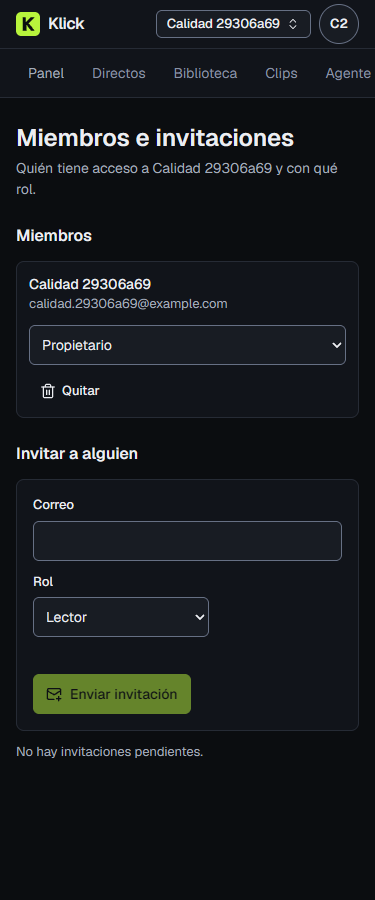 Klick
Calidad 29306a69
C2
Panel Directos Biblioteca Clips Agente
Miembros e invitaciones
Quién tiene acceso a Calidad 29306a69 y con qué
rol.
Miembros
Calidad 29306a69
calidad.29306a69@example.com
Propietario
Quitar
Invitar a alguien
Correo
Rol
Lector
Enviar invitación
No hay invitaciones pendientes.